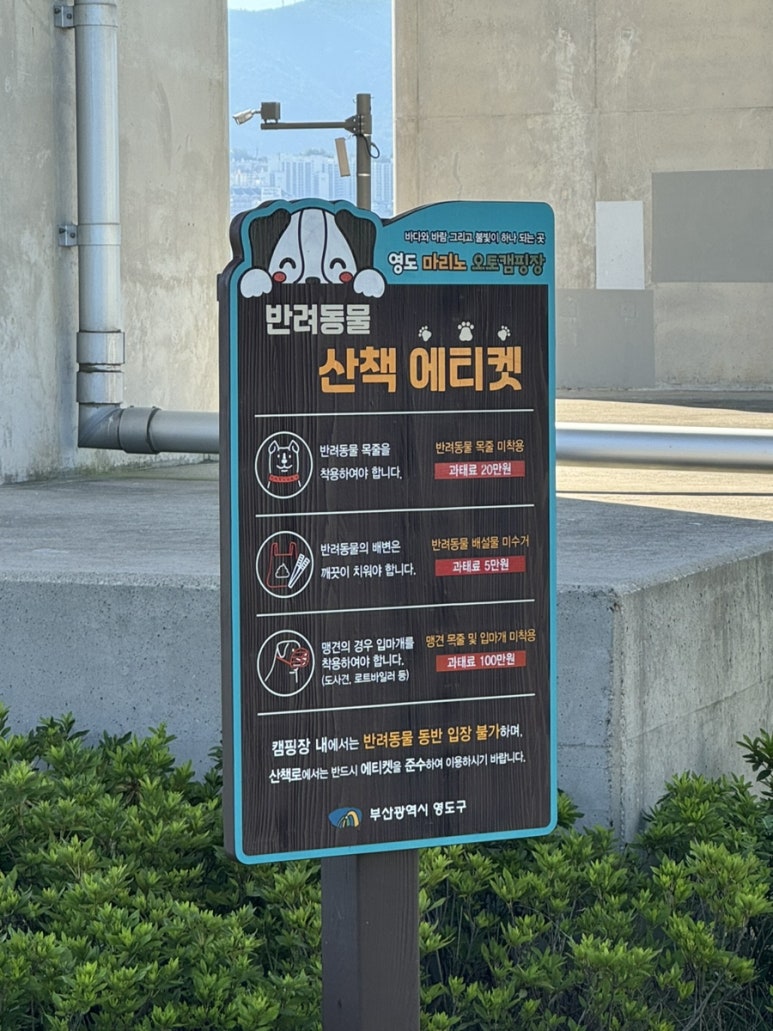 바다와 바람 그리고 불빛이 하나 되는 곳
영도 마리노 오토캠핑장
반려동물
산책 에티켓
반려동물 목줄을
착용하여야 합니다.
반려동물 목줄 미착용
과태료 20만원
반려동물의 배변은
깨끗이 치워야 합니다.
반려동물 배설물 미수거
과태료 5만원
맹견의 경우 입마개를
착용하여야 합니다.
(도사견, 로트바일러 등)
맹견 목줄 및 입마개 미착용
과태료 100만원
캠핑장 내에서는 반려동물 동반 입장 불가하며,
산책로에서는 반드시 에티켓을 준수하여 이용하시기 바랍니다.
부산광역시 영도구